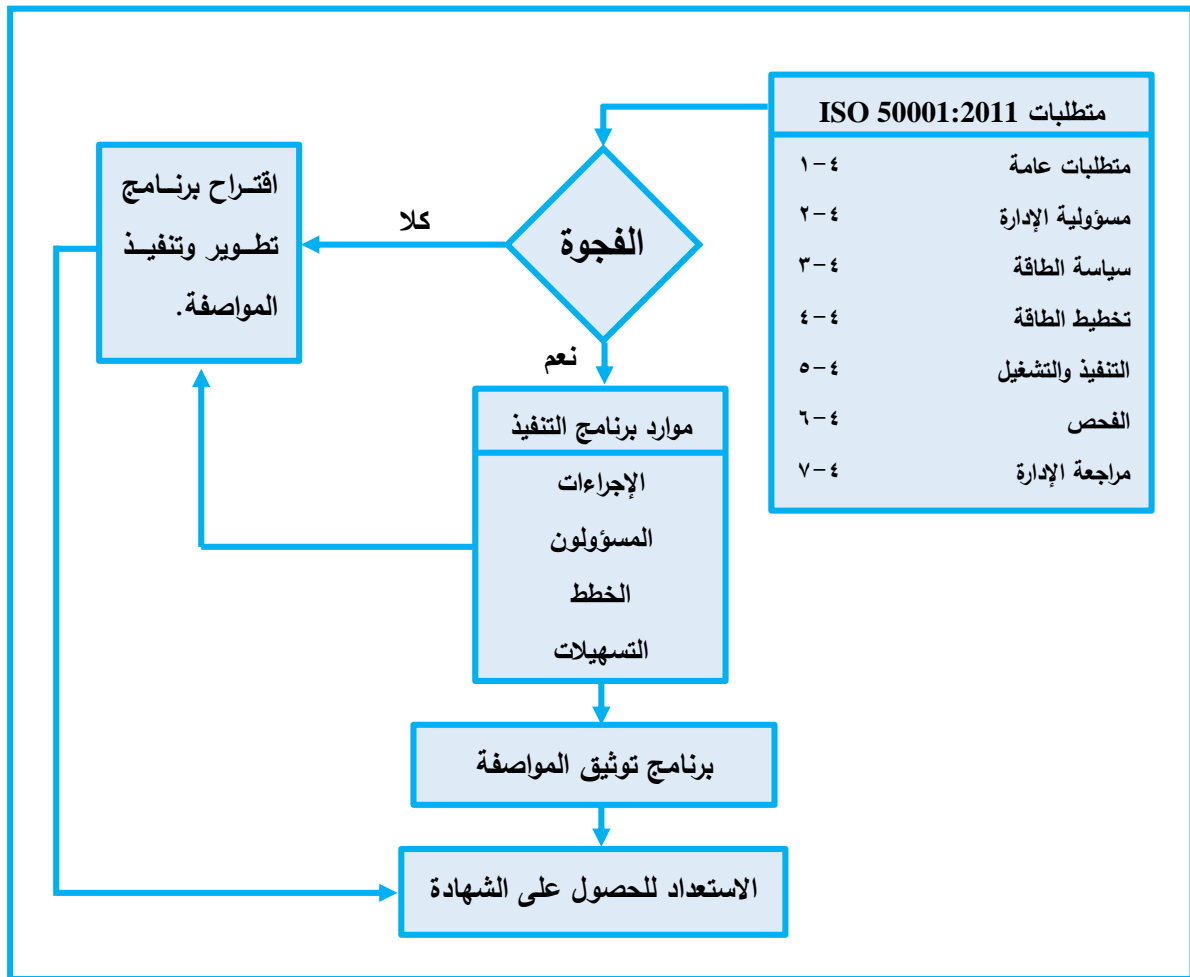 متطلبات ISO 50001:2011
متطلبات عامة ٤-١
مسؤولية الإدارة ٤-٢
سياسة الطاقة ٤-٣
تخطيط الطاقة ٤-٤
التنفيذ والتشغيل ٤-٥
الفحص ٤-٦
مراجعة الإدارة ٤-٧
الفجوة
كلا
نعم
اقتراح برنامج
تطوير وتنفيذ
المواصفة.
موارد برنامج التنفيذ
الإجراءات
المسؤولون
الخطط
التسهيلات
برنامج توثيق المواصفة
الاستعداد للحصول على الشهادة